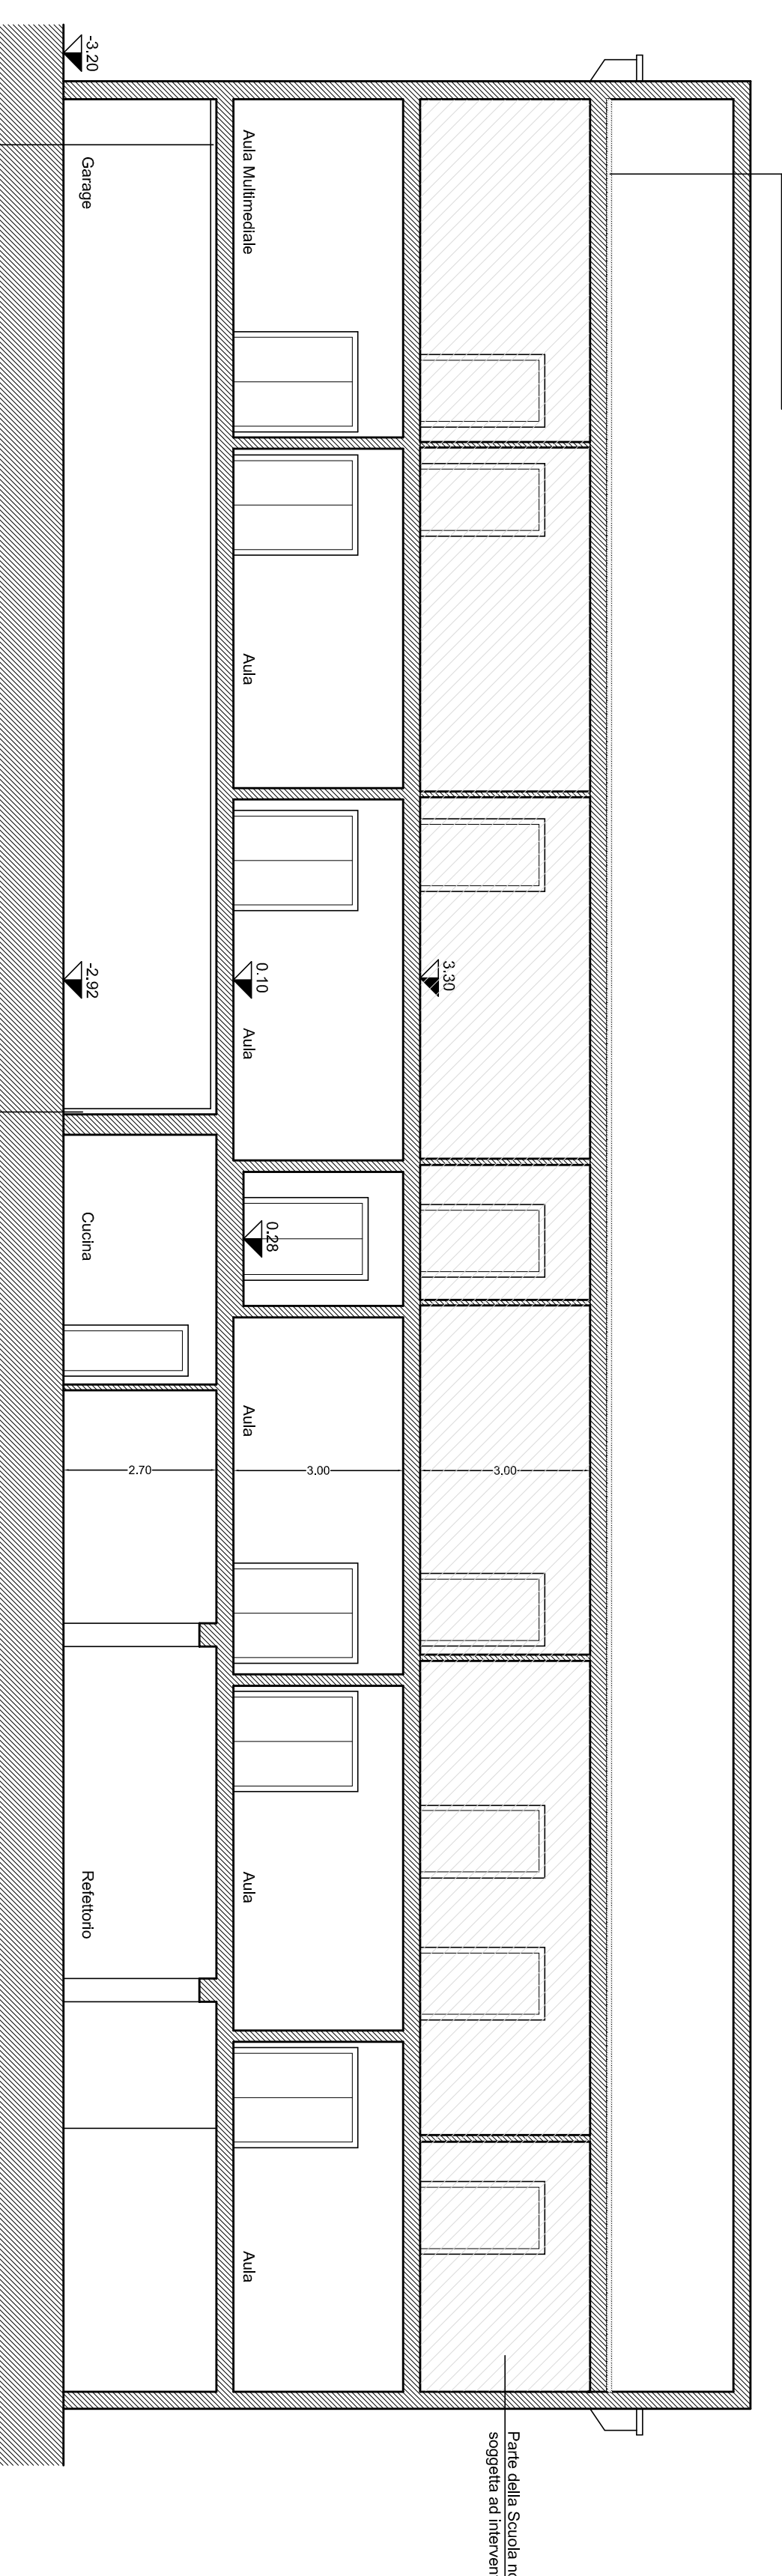 Parte della Scuola no
soggetta ad interven
3.30
3.00
Aula Multimediale
Aula
Aula
0.10
0.28
Aula
3.00
Aula
Aula
-3.20
Garage
-2.92
Cucina
2.70
Refettorio